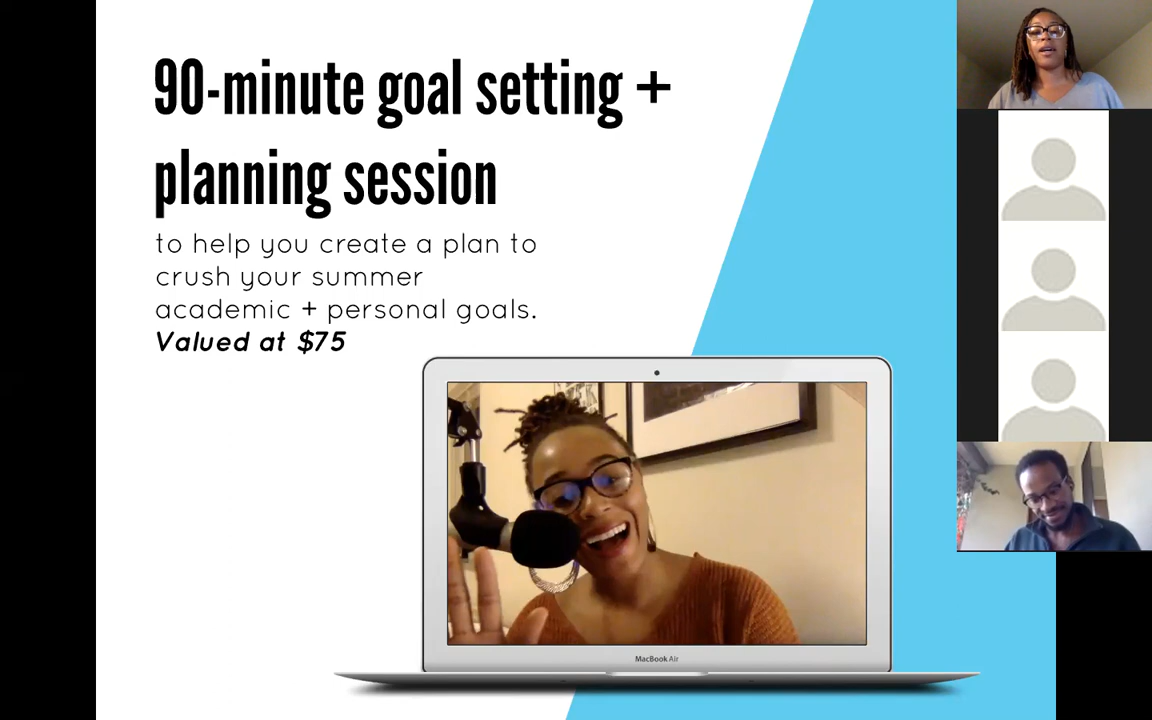 90-minute goal setting +
planning session
to help you create a plan to
crush your summer
academic + personal goals.
Valued at $75
MacBook Air